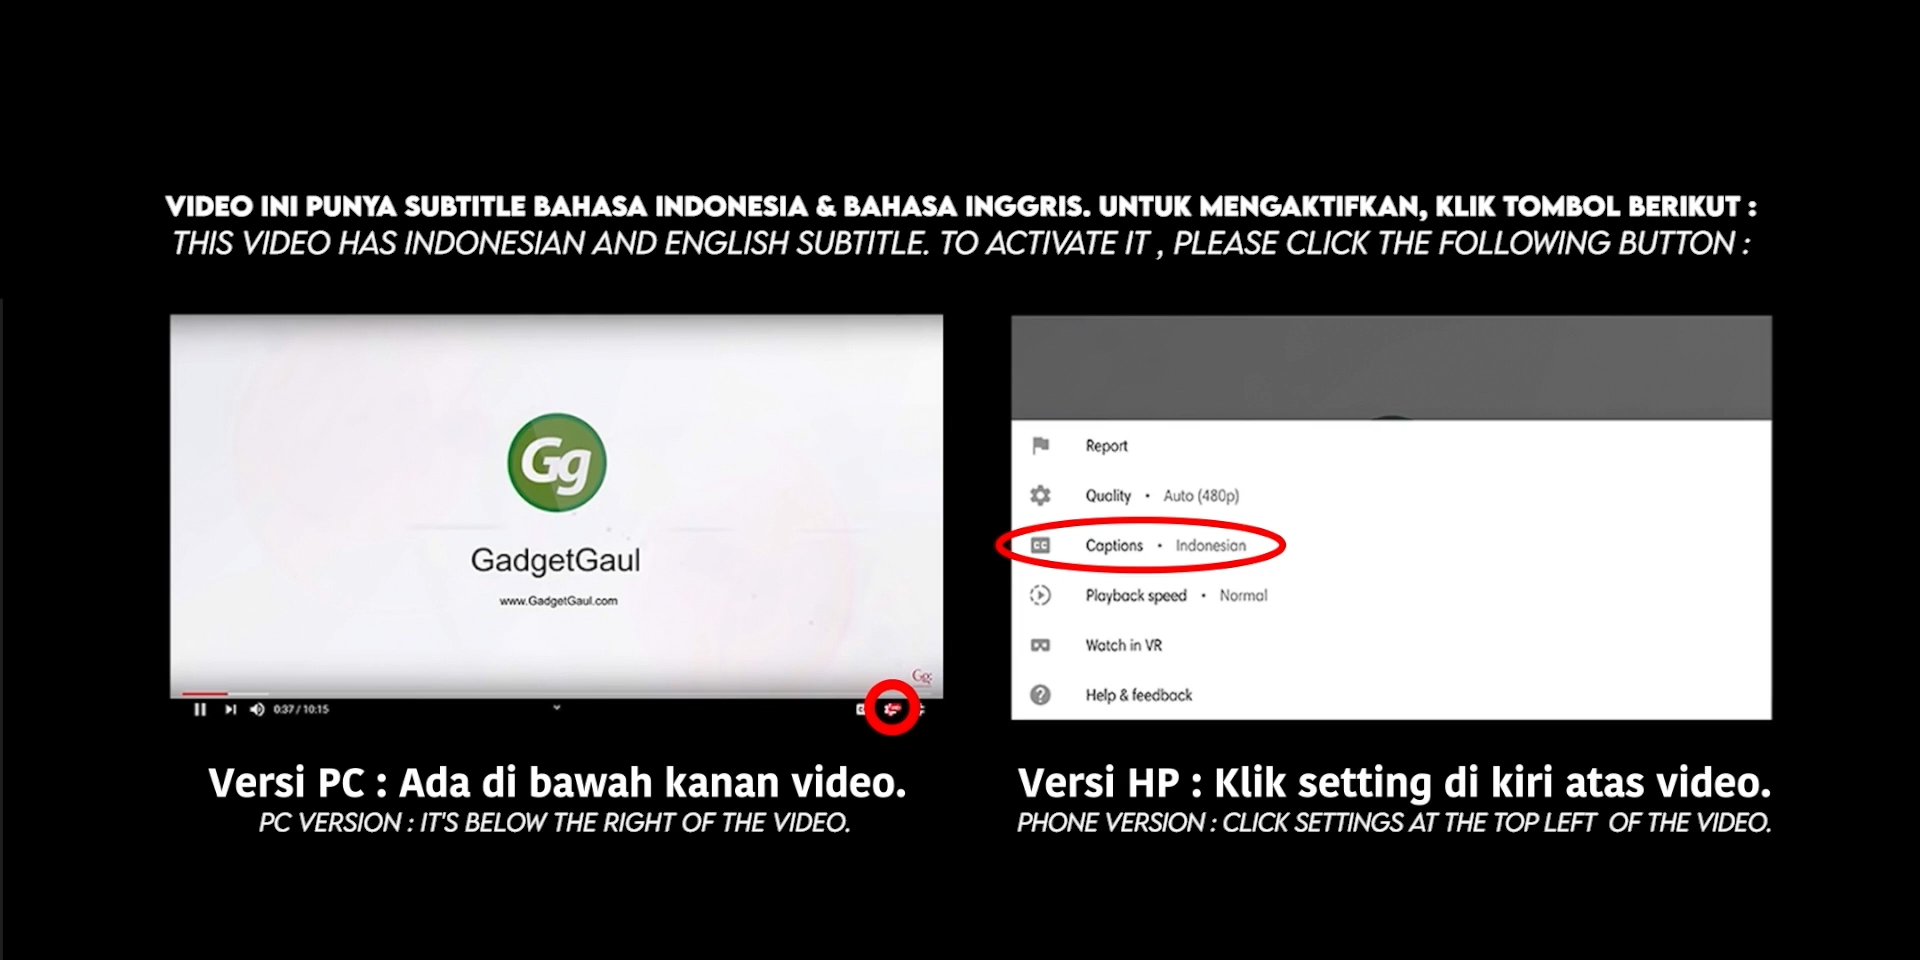 VIDEO INI PUNYA SUBTITLE BAHASA INDONESIA & BAHASA INGGRIS. UNTUK MENGAKTIFKAN, KLIK TOMBOL BERIKUT :
THIS VIDEO HAS INDONESIAN AND ENGLISH SUBTITLE. TO ACTIVATE IT , PLEASE CLICK THE FOLLOWING BUTTON :
Gg
GadgetGaul
www.GadgetGaul.com
Gg
0:37 / 10:15
Versi PC : Ada di bawah kanan video.
PC VERSION : IT'S BELOW THE RIGHT OF THE VIDEO.
Report
Quality • Auto (480p)
CC Captions • Indonesian
Playback speed • Normal
Watch in VR
? Help & feedback
Versi HP : Klik setting di kiri atas video.
PHONE VERSION : CLICK SETTINGS AT THE TOP LEFT OF THE VIDEO.